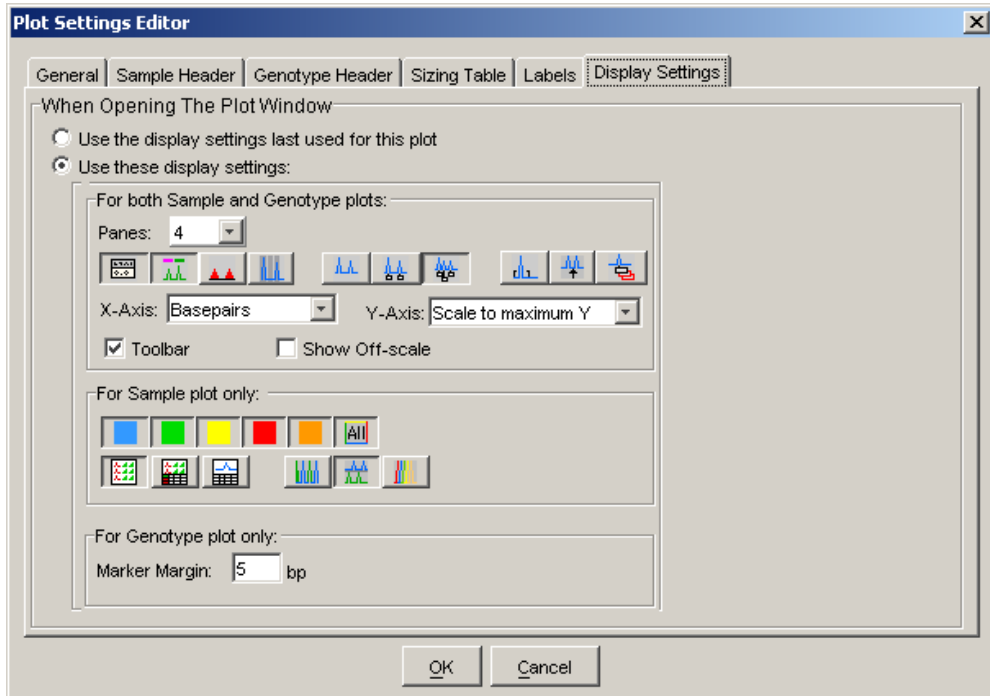 Plot Settings Editor
General Sample Header Genotype Header Sizing Table Labels Display Settings
When Opening The Plot Window
Use the display settings last used for this plot
Use these display settings:
For both Sample and Genotype plots:
Panes: 4
X-Axis: Basepairs Y-Axis: Scale to maximum Y
Toolbar Show Off-scale
For Sample plot only:
All
For Genotype plot only:
Marker Margin: 5 bp
OK Cancel